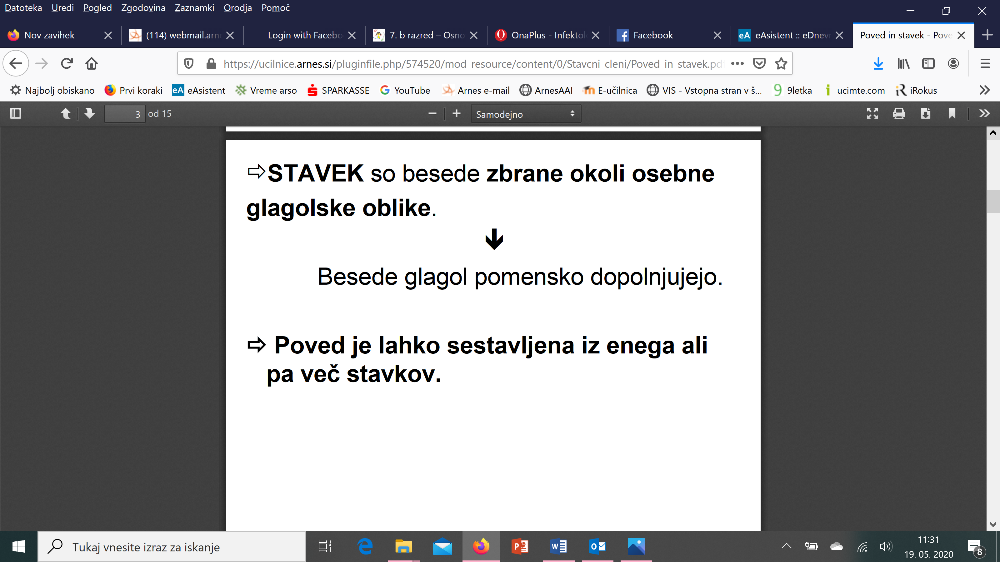 Datoteka Uredi Pogled Zgodovina Zaznamki Orodja Pomoč
Nov zavihek (114) webmail.arne Login with Facebo 7. b razred – Osno OnaPlus - Infektol Facebook eAsistent :: eDnevn Poved in stavek - Pove
https://ucilnice.arnes.si/pluginfile.php/574520/mod_resource/content/0/Stavcni_cleni/Poved_in_stavek.pdf
Najbolj obiskano Prvi koraki eA eAsistent Vreme arso SPARKASSE YouTube Arnes e-mail ArnesAAI E-učilnica VIS - Vstopna stran v š... 9letka ucimte.com iRokus
3 od 15 Samodejno
⇨STAVEK so besede zbrane okoli osebne
glagolske oblike.
Besede glagol pomensko dopolnjujejo.
⇨ Poved je lahko sestavljena iz enega ali
pa več stavkov.
Tukaj vnesite izraz za iskanje
11:31
19. 05. 2020
8